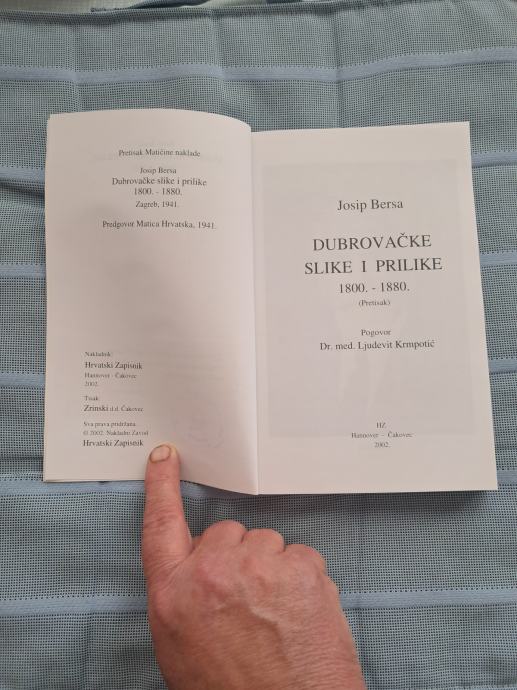 Pretisak Matičine naklade
Josip Bersa
Dubrovačke slike i prilike
1800. - 1880.
Zagreb, 1941.
Predgovor Matica Hrvatska, 1941.
Nakladnik:
Hrvatski Zapisnik
Hannover - Čakovec
2002.
Tisak:
Zrinski d.d. Čakovec
Sva prava pridržana.
© 2002. Nakladni Zavod
Hrvatski Zapisnik
Josip Bersa
DUBROVAČKE
SLIKE I PRILIKE
1800. - 1880.
(Pretisak)
Pogovor
Dr. med. Ljudevit Krmpotić
HZ
Hannover - Čakovec
2002.